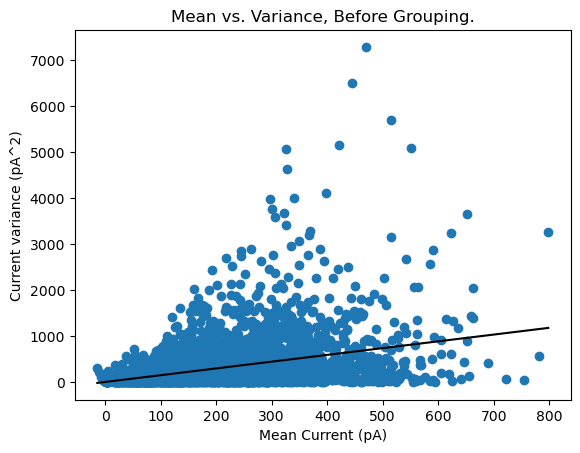 Mean vs. Variance, Before Grouping.
Current variance (pA^2)
7000
6000
5000
4000
3000
2000
1000
0
0 100 200 300 400 500 600 700 800
Mean Current (pA)